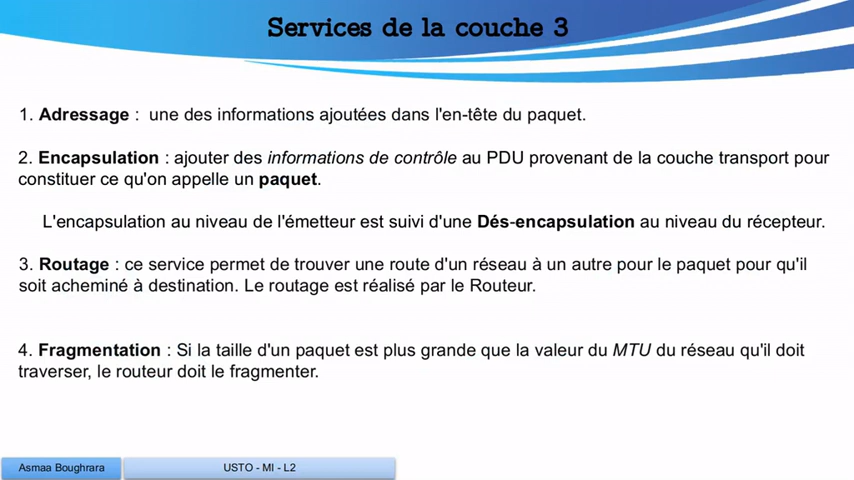 Services de la couche 3
1. Adressage : une des informations ajoutées dans l'en-tête du paquet.
2. Encapsulation : ajouter des informations de contrôle au PDU provenant de la couche transport pour
constituer ce qu'on appelle un paquet.
L'encapsulation au niveau de l'émetteur est suivi d'une Dés-encapsulation au niveau du récepteur.
3. Routage : ce service permet de trouver une route d'un réseau à un autre pour le paquet pour qu'il
soit acheminé à destination. Le routage est réalisé par le Routeur.
4. Fragmentation : Si la taille d'un paquet est plus grande que la valeur du MTU du réseau qu'il doit
traverser, le routeur doit le fragmenter.
Asmaa Boughrara
USTO - MI - L2